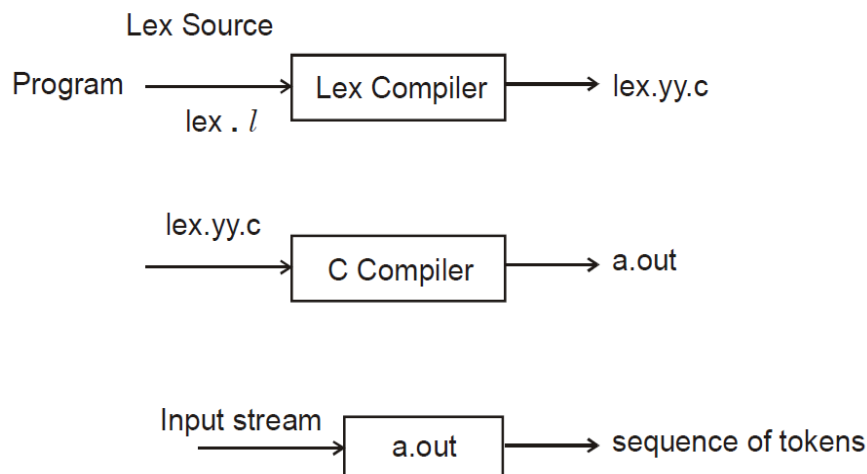 Lex Source
Program
Lex Compiler
lex.yy.c
lex . l
lex.yy.c
C Compiler
a.out
Input stream
a.out
sequence of tokens